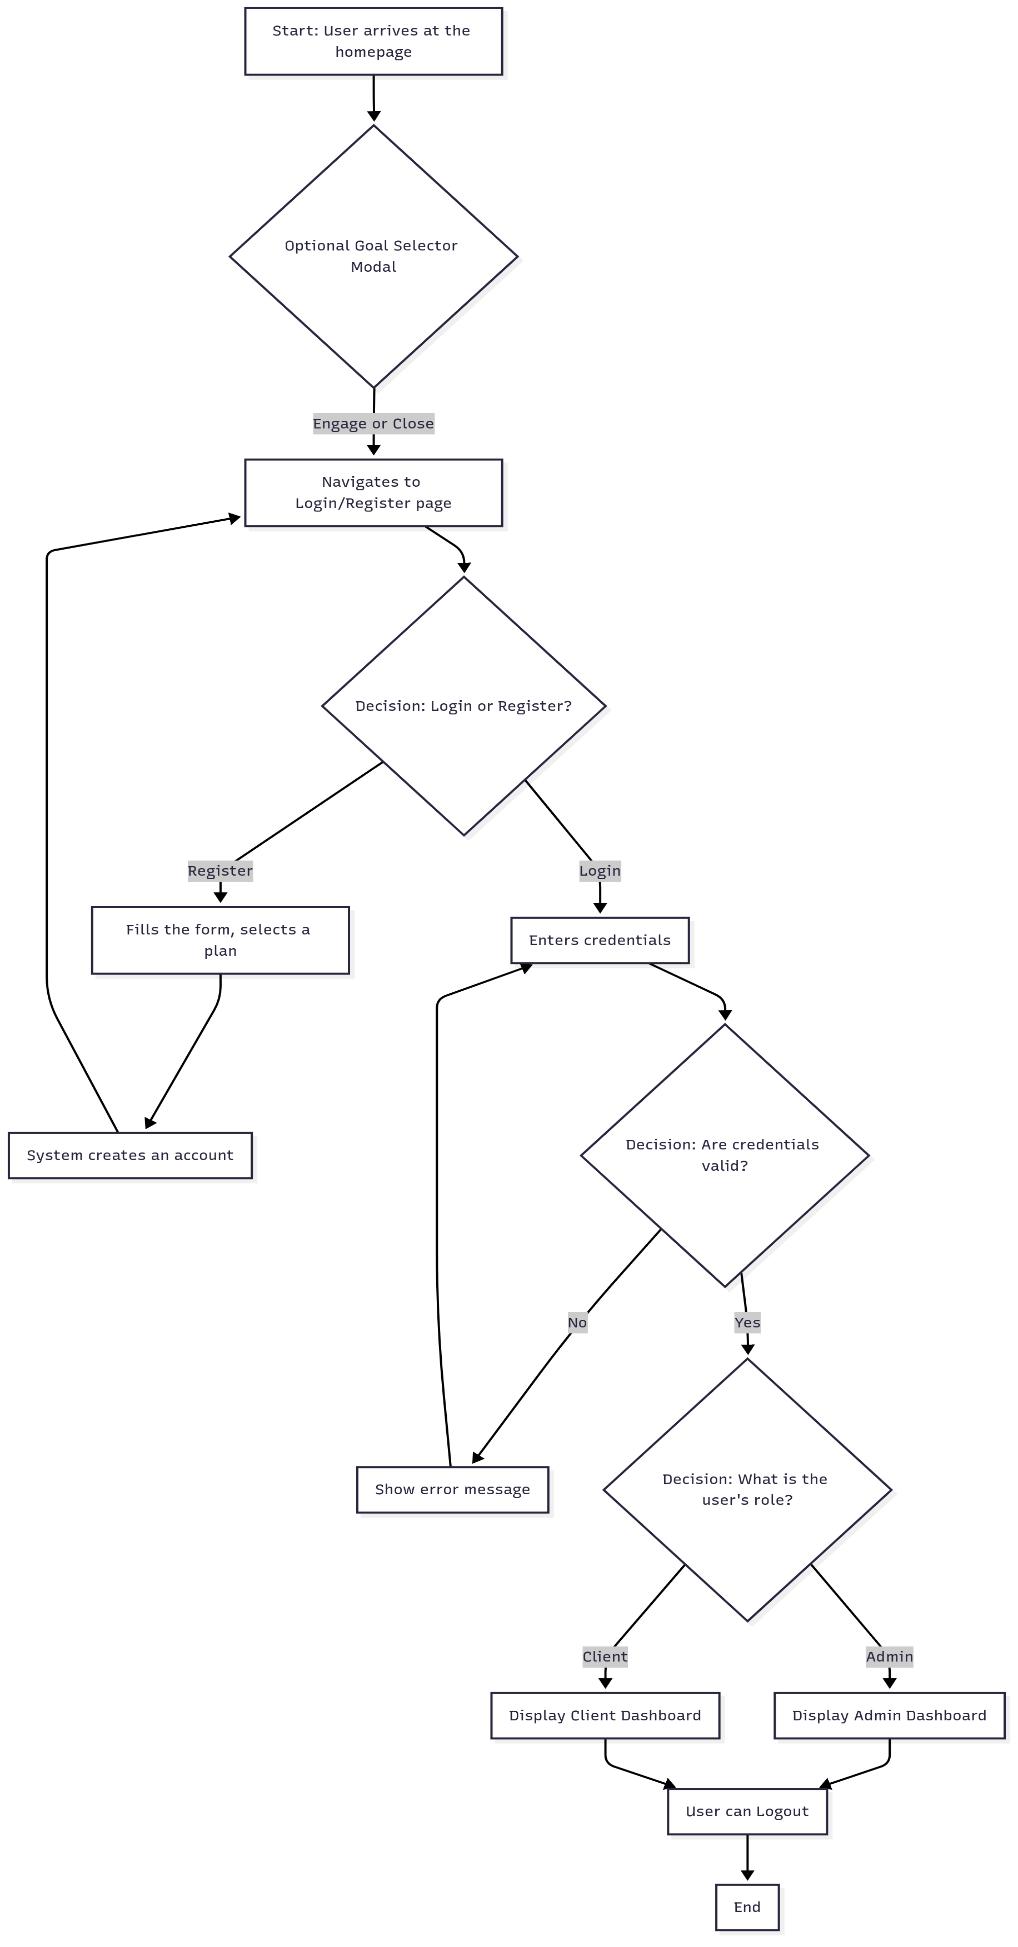 Start: User arrives at the
homepage
Optional Goal Selector
Modal
Engage or Close
Navigates to
Login/Register page
Decision: Login or Register?
Register
Login
Fills the form, selects a
plan
Enters credentials
System creates an account
Decision: Are credentials
valid?
No
Yes
Show error message
Decision: What is the
user's role?
Client
Admin
Display Client Dashboard
Display Admin Dashboard
User can Logout
End